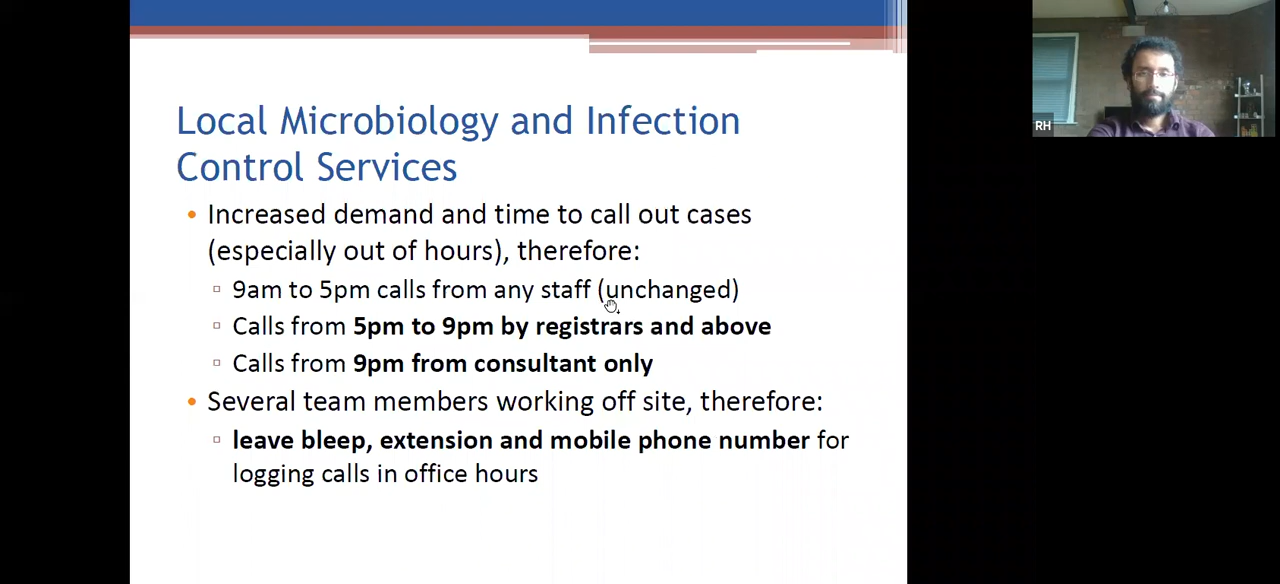 Local Microbiology and Infection
Control Services
• Increased demand and time to call out cases
(especially out of hours), therefore:
▫ 9am to 5pm calls from any staff (unchanged)
▫ Calls from 5pm to 9pm by registrars and above
▫ Calls from 9pm from consultant only
• Several team members working off site, therefore:
▫ leave bleep, extension and mobile phone number for
logging calls in office hours
RH